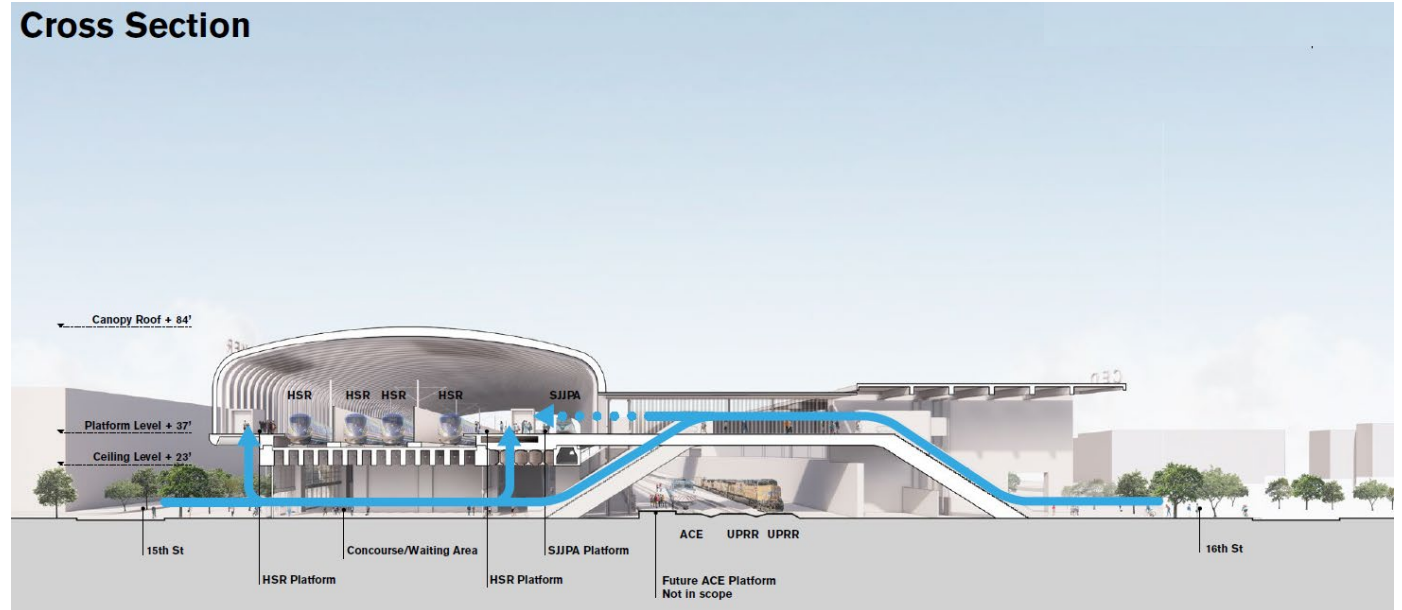 Cross Section
Canopy Roof + 84’
Platform Level + 37’
Ceiling Level + 23’
HSR
HSR
HSR
HSR
SJJPA
ACE
UPRR
UPRR
15th St
Concourse/Waiting Area
SJJPA Platform
16th St
HSR Platform
HSR Platform
Future ACE Platform
Not in scope